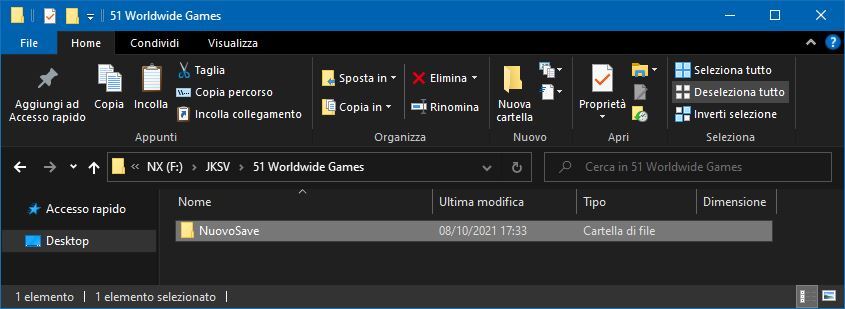 51 Worldwide Games
File Home Condividi Visualizza
Aggiungi ad Accesso rapido
Copia
Incolla
Taglia
Copia percorso
Incolla collegamento
Appunti
Sposta in
Copia in
Elimina
Rinomina
Organizza
Nuova cartella
Nuovo
Proprietà
Apri
Seleziona tutto
Deseleziona tutto
Inverti selezione
Seleziona
« NX (F:) > JKSV > 51 Worldwide Games
Cerca in 51 Worldwide Games
Accesso rapido
Desktop
Nome Ultima modifica Tipo Dimensione
NuovoSave 08/10/2021 17:33 Cartella di file
1 elemento 1 elemento selezionato